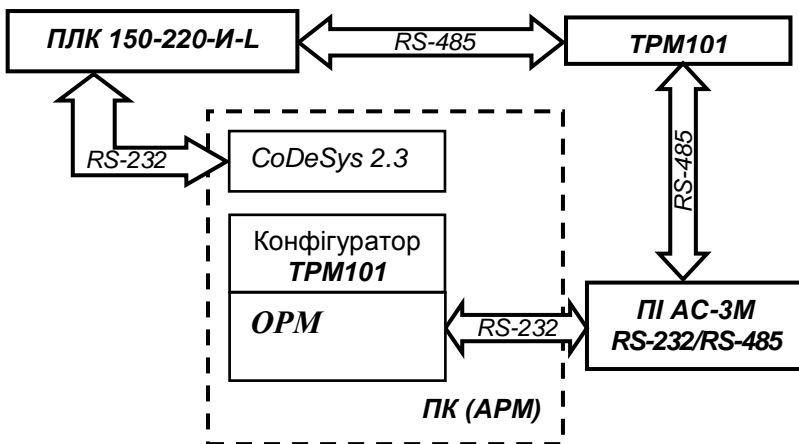 ПЛК 150-220-И-L
RS-485
ТРМ101
RS-232
CoDeSys 2.3
RS-485
Конфігуратор
ТРМ101
ОРМ
RS-232
ПІ АС-3М
RS-232/RS-485
ПК (АРМ)